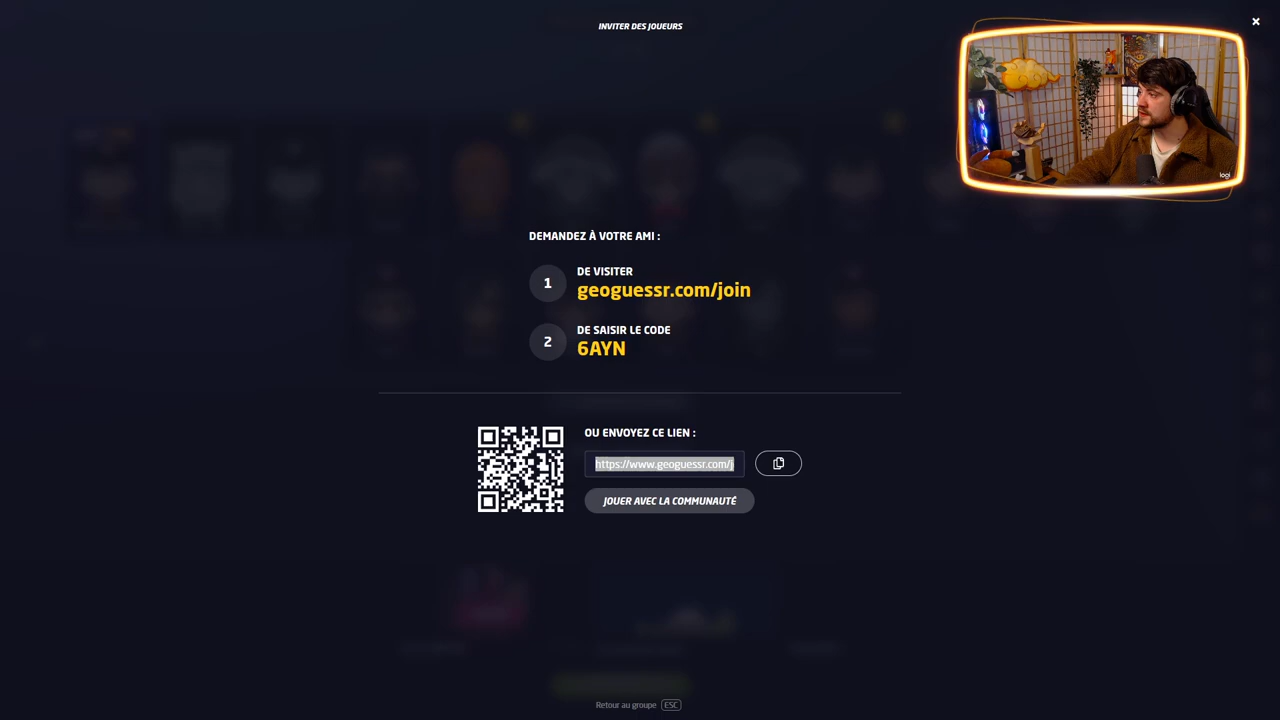 INVITER DES JOUEURS
logi
DEMANDEZ À VOTRE AMI :
1
DE VISITER
geoguessr.com/join
2
DE SAISIR LE CODE
6AYN
OU ENVOYEZ CE LIEN :
https://www.geoguessr.com/j
JOUER AVEC LA COMMUNAUTÉ
Retour au groupe ESC